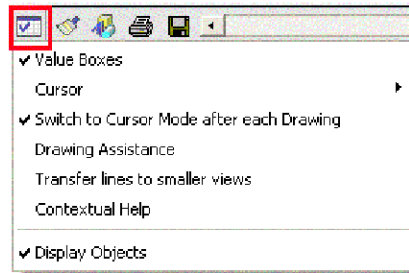 Value Boxes
Cursor
Switch to Cursor Mode after each Drawing
Drawing Assistance
Transfer lines to smaller views
Contextual Help
Display Objects